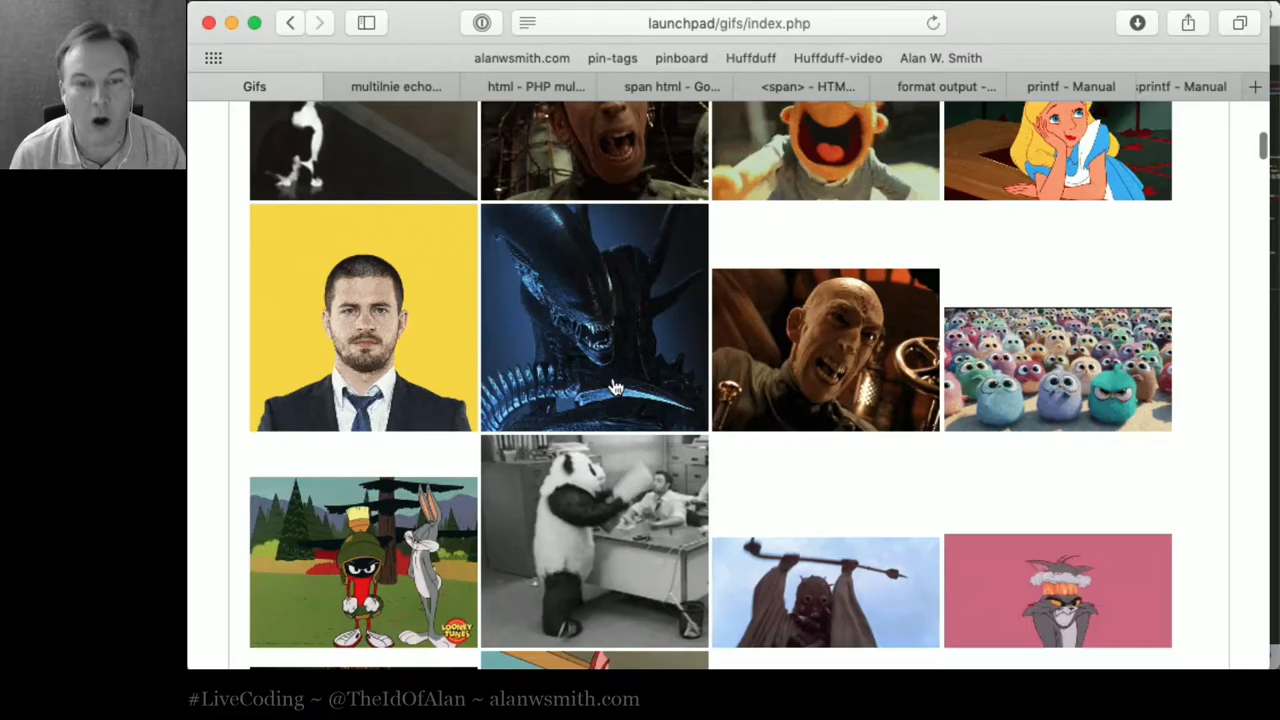 launchpad/gifs/index.php
alanwsmith.com pin-tags pinboard Huffduff Huffduff-video Alan W. Smith
Gifs multilnie echo... html - PHP mul... span html - Go... <span> - HTM... format output -... printf - Manual sprintf - Manual
LOONEY TUNES
#LiveCoding ~ @TheIdOfAlan ~ alanwsmith.com